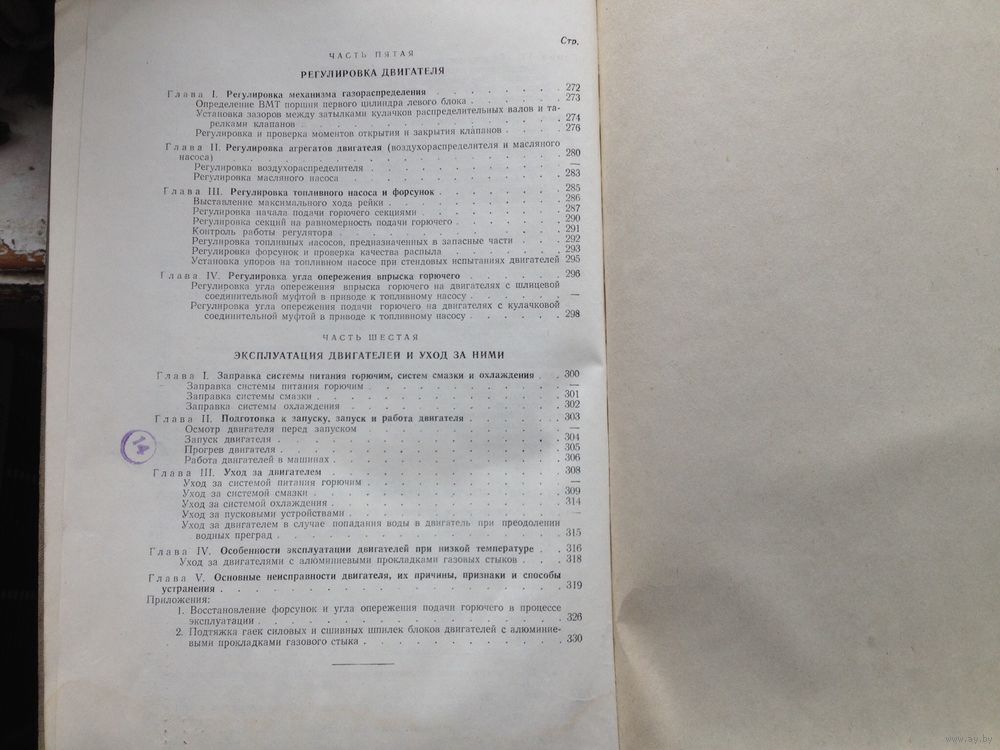 Стр.
ЧАСТЬ ПЯТАЯ
РЕГУЛИРОВКА ДВИГАТЕЛЯ
Глава I. Регулировка механизма газораспределения . . . . . . . . 272
Определение ВМТ поршня первого цилиндра левого блока . . . . . 273
Установка зазоров между затылками кулачков распределительных валов и та-
релками клапанов . . . . . . . . . . . . . 274
Регулировка и проверка моментов открытия и закрытия клапанов . . . . 276
Глава II. Регулировка агрегатов двигателя (воздухораспределителя и масляного
насоса) . . . . . . . . . . . . . . . 280
Регулировка воздухораспределителя . . . . . . . . . —
Регулировка масляного насоса . . . . . . . . . . 283
Глава III. Регулировка топливного насоса и форсунок . . . . . . . 285
Выставление максимального хода рейки . . . . . . . . . 286
Регулировка начала подачи горючего секциями . . . . . . . 287
Регулировка секций на равномерность подачи горючего . . . . . . 290
Контроль работы регулятора . . . . . . . . . . . 291
Регулировка топливных насосов, предназначенных в запасные части . . . 292
Регулировка форсунок и проверка качества распыла . . . . . . 293
Установка упоров на топливном насосе при стендовых испытаниях двигателей 295
Глава IV. Регулировка угла опережения впрыска горючего . . . . . 296
Регулировка угла опережения впрыска горючего на двигателях с шлицевой
соединительной муфтой в приводе к топливному насосу . . . . . . —
Регулировка угла опережения подачи горючего на двигателях с кулачковой
соединительной муфтой в приводе к топливному насосу . . . . . . 298
ЧАСТЬ ШЕСТАЯ
ЭКСПЛУАТАЦИЯ ДВИГАТЕЛЕЙ И УХОД ЗА НИМИ
Глава I. Заправка системы питания горючим, систем смазки и охлаждения . . 300
Заправка системы питания горючим . . . . . . . . . —
Заправка системы смазки . . . . . . . . . . . 301
Заправка системы охлаждения . . . . . . . . . . 302
Глава II. Подготовка к запуску, запуск и работа двигателя . . . . . 303
Осмотр двигателя перед запуском . . . . . . . . . —
Запуск двигателя . . . . . . . . . . . . . 304
14
Прогрев двигателя . . . . . . . . . . . . . 305
Работа двигателей в машинах . . . . . . . . . . 306
Глава III. Уход за двигателем . . . . . . . . . . . 308
Уход за системой питания горючим . . . . . . . . . —
Уход за системой смазки . . . . . . . . . . . 309
Уход за системой охлаждения . . . . . . . . . . 314
Уход за пусковыми устройствами . . . . . . . . . —
Уход за двигателем в случае попадания воды в двигатель при преодолении
водных преград . . . . . . . . . . . . . 315
Глава IV. Особенности эксплуатации двигателей при низкой температуре . . 316
Уход за двигателями с алюминиевыми прокладками газовых стыков . . . 318
Глава V. Основные неисправности двигателя, их причины, признаки и способы
устранения . . . . . . . . . . . . . . . 319
Приложения:
1. Восстановление форсунок и угла опережения подачи горючего в процессе
эксплуатации . . . . . . . . . . . . . 326
2. Подтяжка гаек силовых и сшивных шпилек блоков двигателей с алюминие-
выми прокладками газового стыка . . . . . . . . . 330
www.ay.by